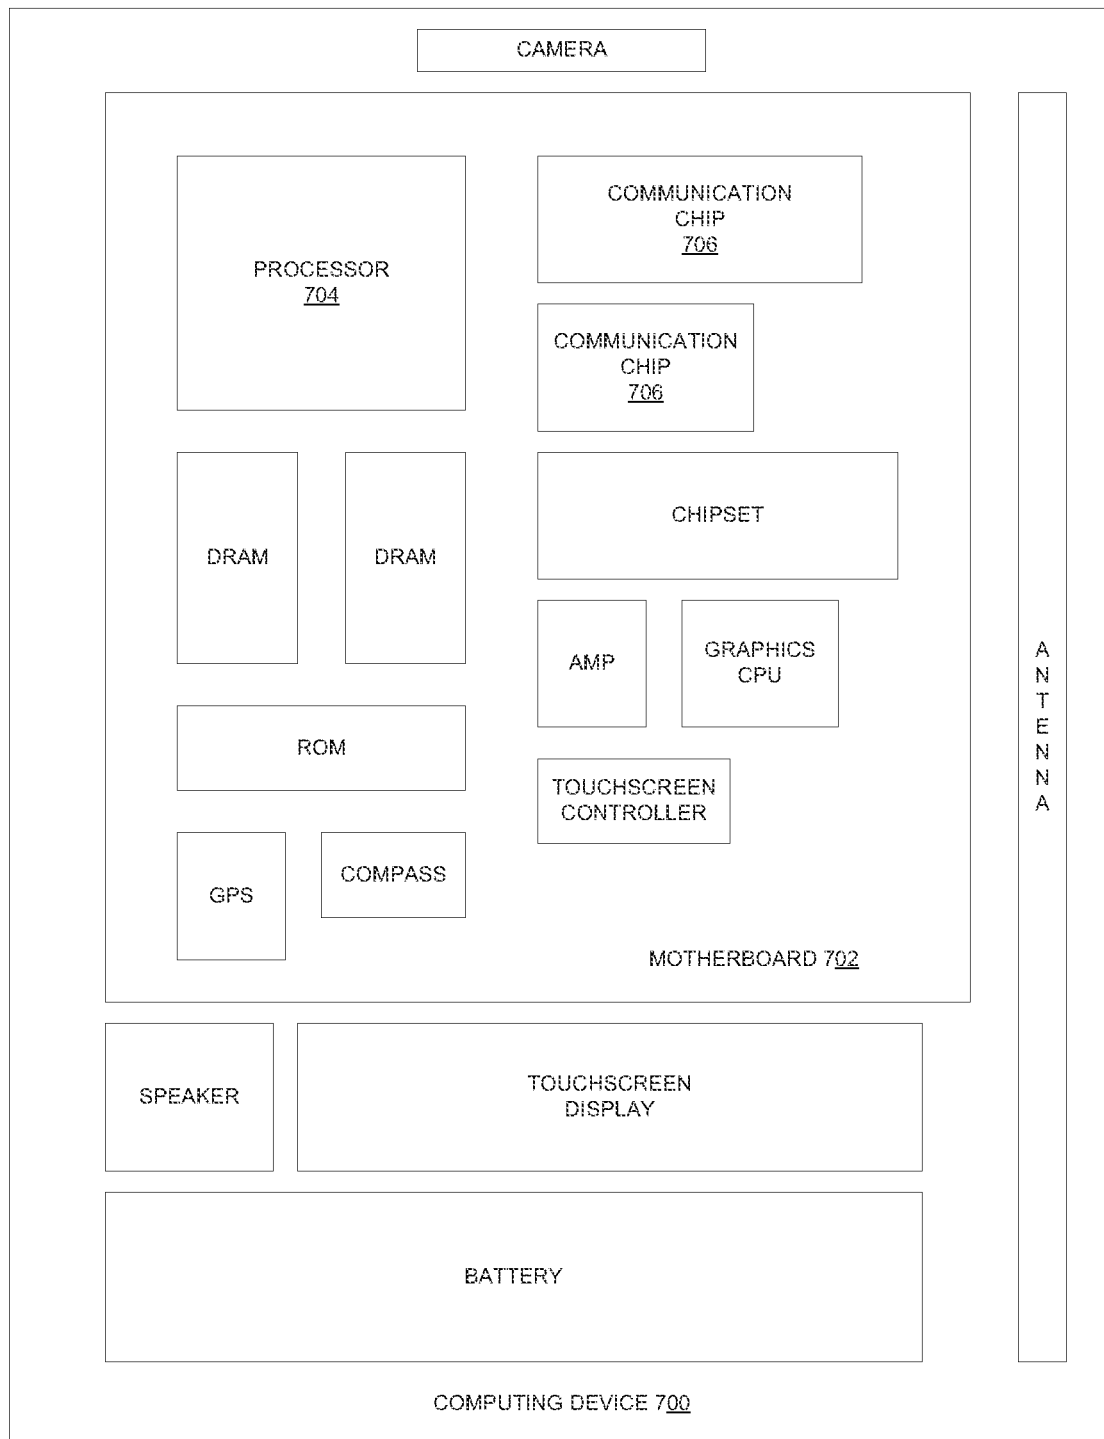 CAMERA
PROCESSOR
704
COMMUNICATION
CHIP
706
COMMUNICATION
CHIP
706
DRAM
DRAM
CHIPSET
AMP
GRAPHICS
CPU
ROM
TOUCHSCREEN
CONTROLLER
GPS
COMPASS
MOTHERBOARD 702
ANTENNA
SPEAKER
TOUCHSCREEN
DISPLAY
BATTERY
COMPUTING DEVICE 700